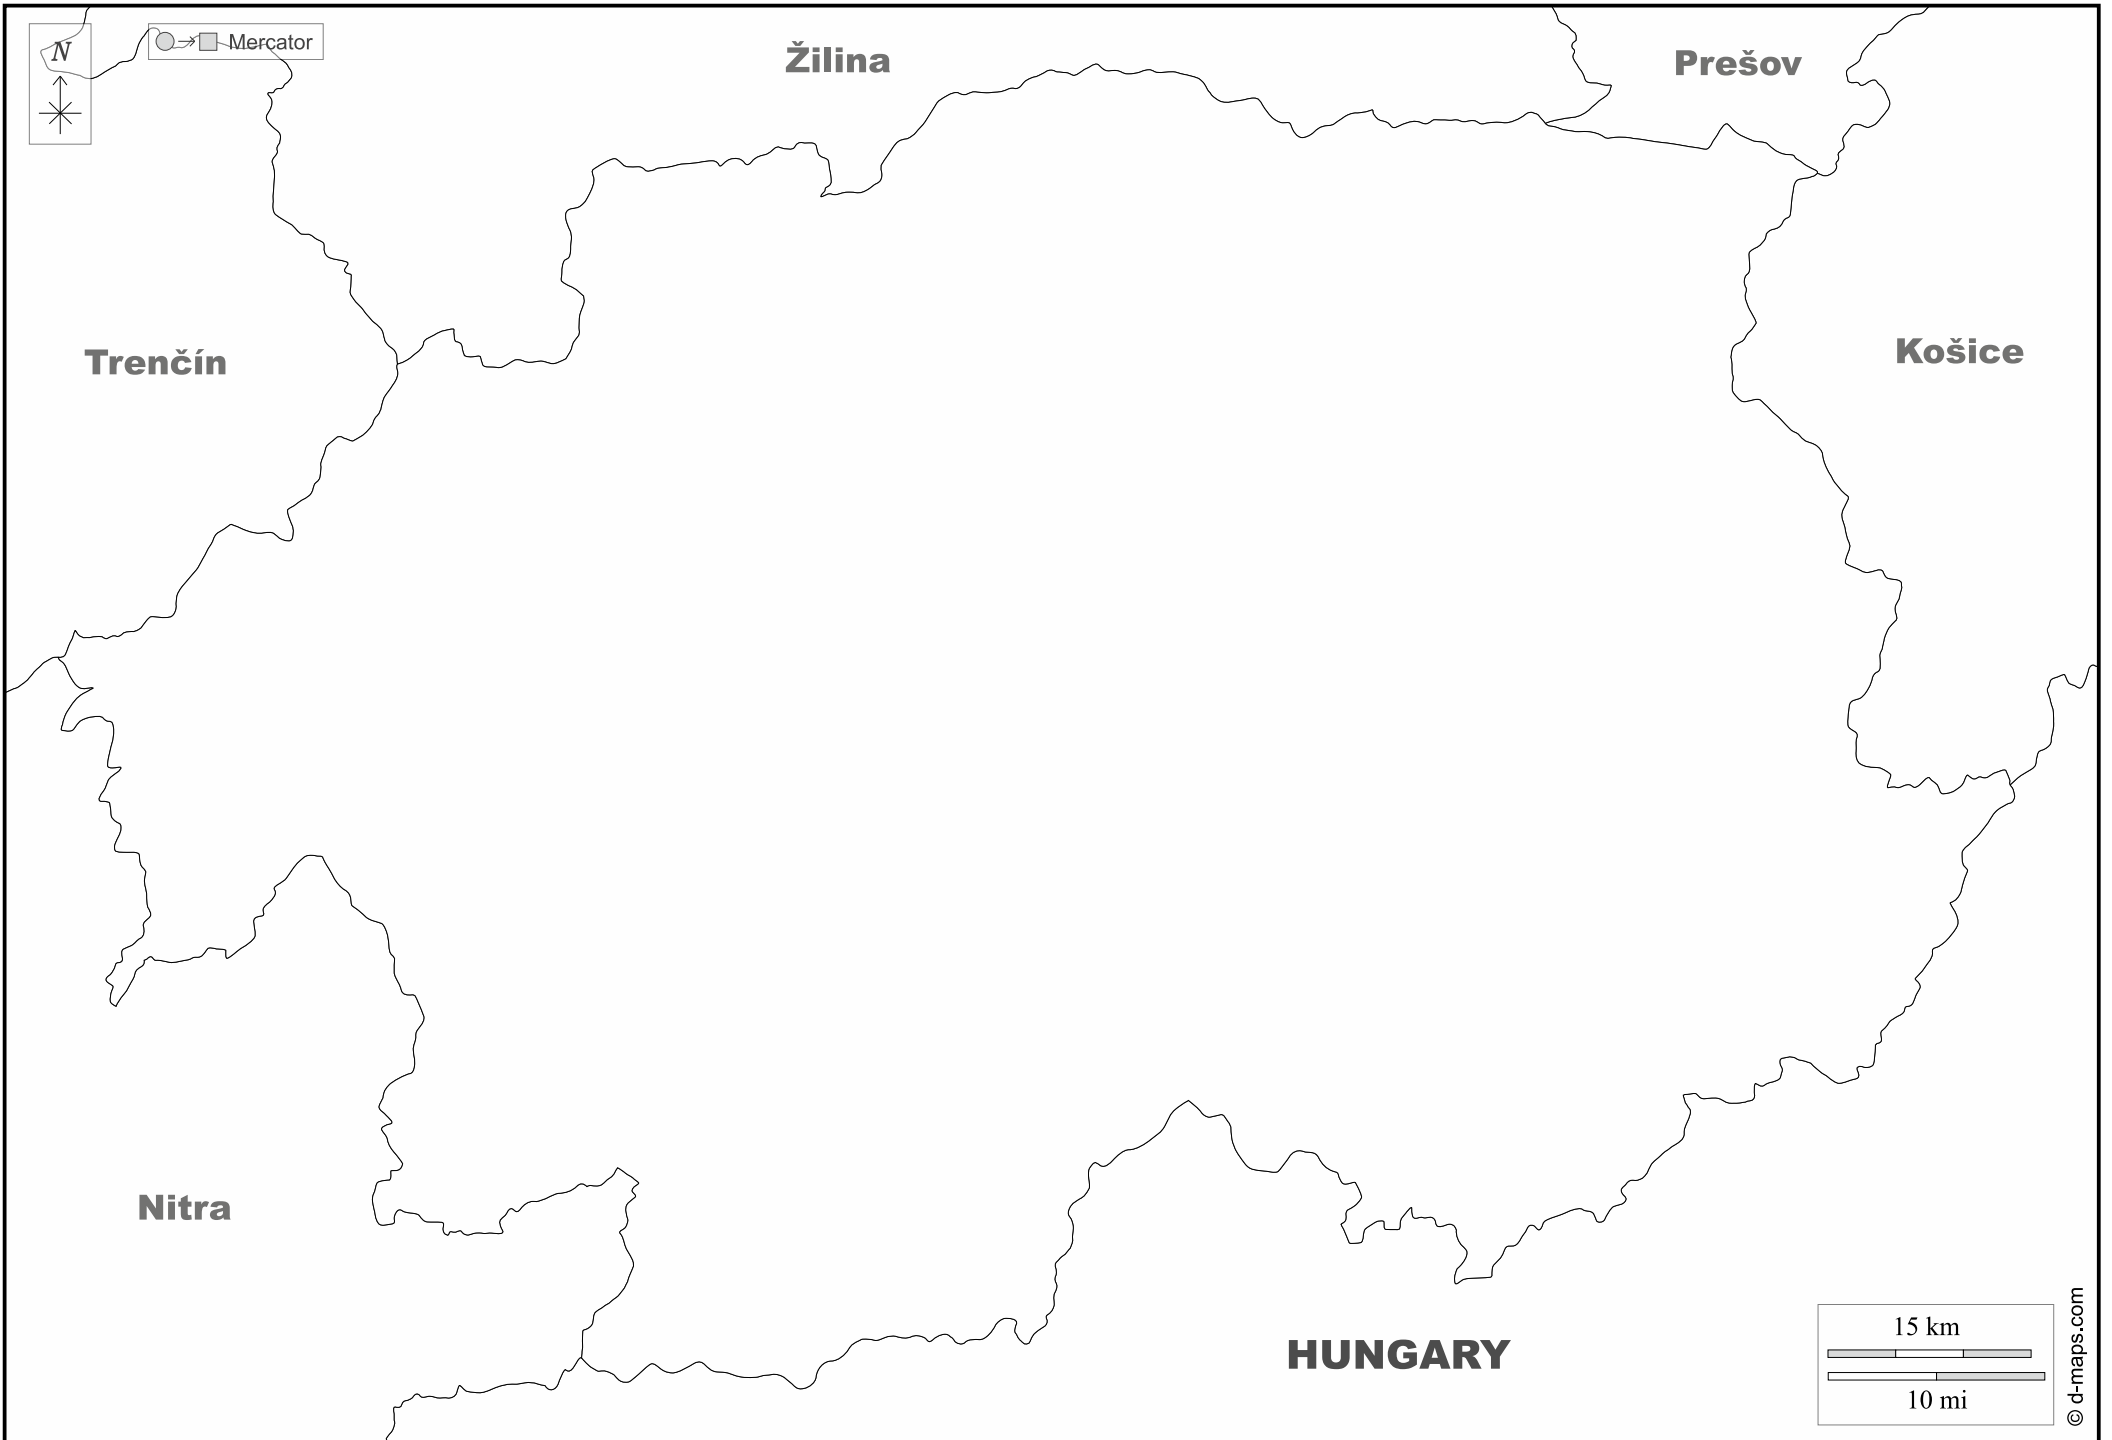 N
Mercator
Žilina
Prešov
Trenčín
Košice
Nitra
HUNGARY
15 km
10 mi
© d-maps.com